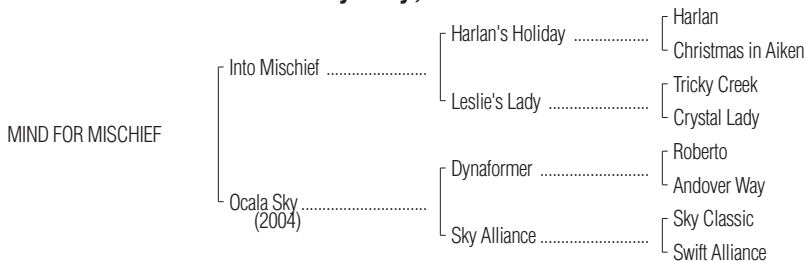 Harlan
Harlan's Holiday ....................
Christmas in Aiken
Into Mischief .........................
Tricky Creek
Leslie's Lady ..........................
Crystal Lady
MIND FOR MISCHIEF
Roberto
Dynaformer ............................
Andover Way
Ocala Sky ...............................
(2004)
Sky Classic
Sky Alliance ...........................
Swift Alliance